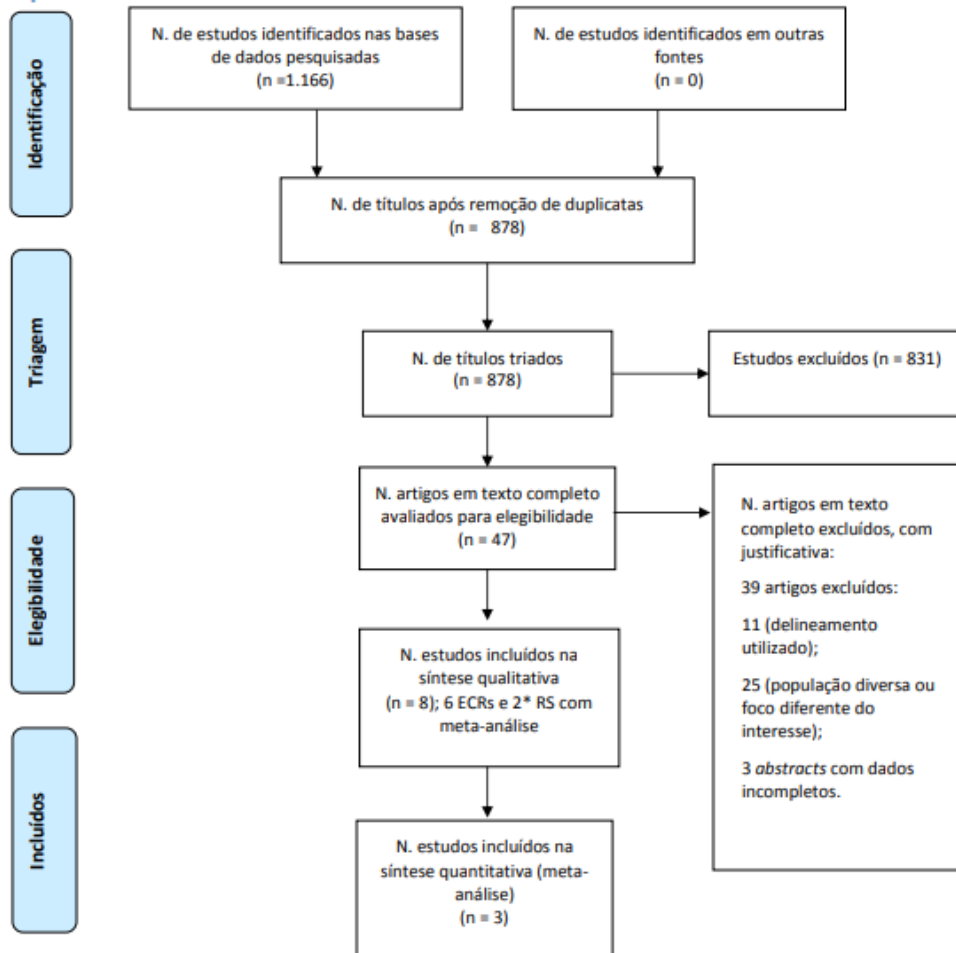 Identificação
N. de estudos identificados nas bases
de dados pesquisadas
(n =1.166)
N. de estudos identificados em outras
fontes
(n = 0)
N. de títulos após remoção de duplicatas
(n = 878)
Triagem
N. de títulos triados
(n = 878)
Estudos excluídos (n = 831)
Elegibilidade
N. artigos em texto completo
avaliados para elegibilidade
(n = 47)
N. artigos em texto
completo excluídos, com
justificativa:
39 artigos excluídos:
11 (delineamento
utilizado);
25 (população diversa ou
foco diferente do
interesse);
3 abstracts com dados
incompletos.
N. estudos incluídos na
síntese qualitativa
(n = 8); 6 ECRs e 2* RS com
meta-análise
Incluídos
N. estudos incluídos na
síntese quantitativa (meta-
análise)
(n = 3)